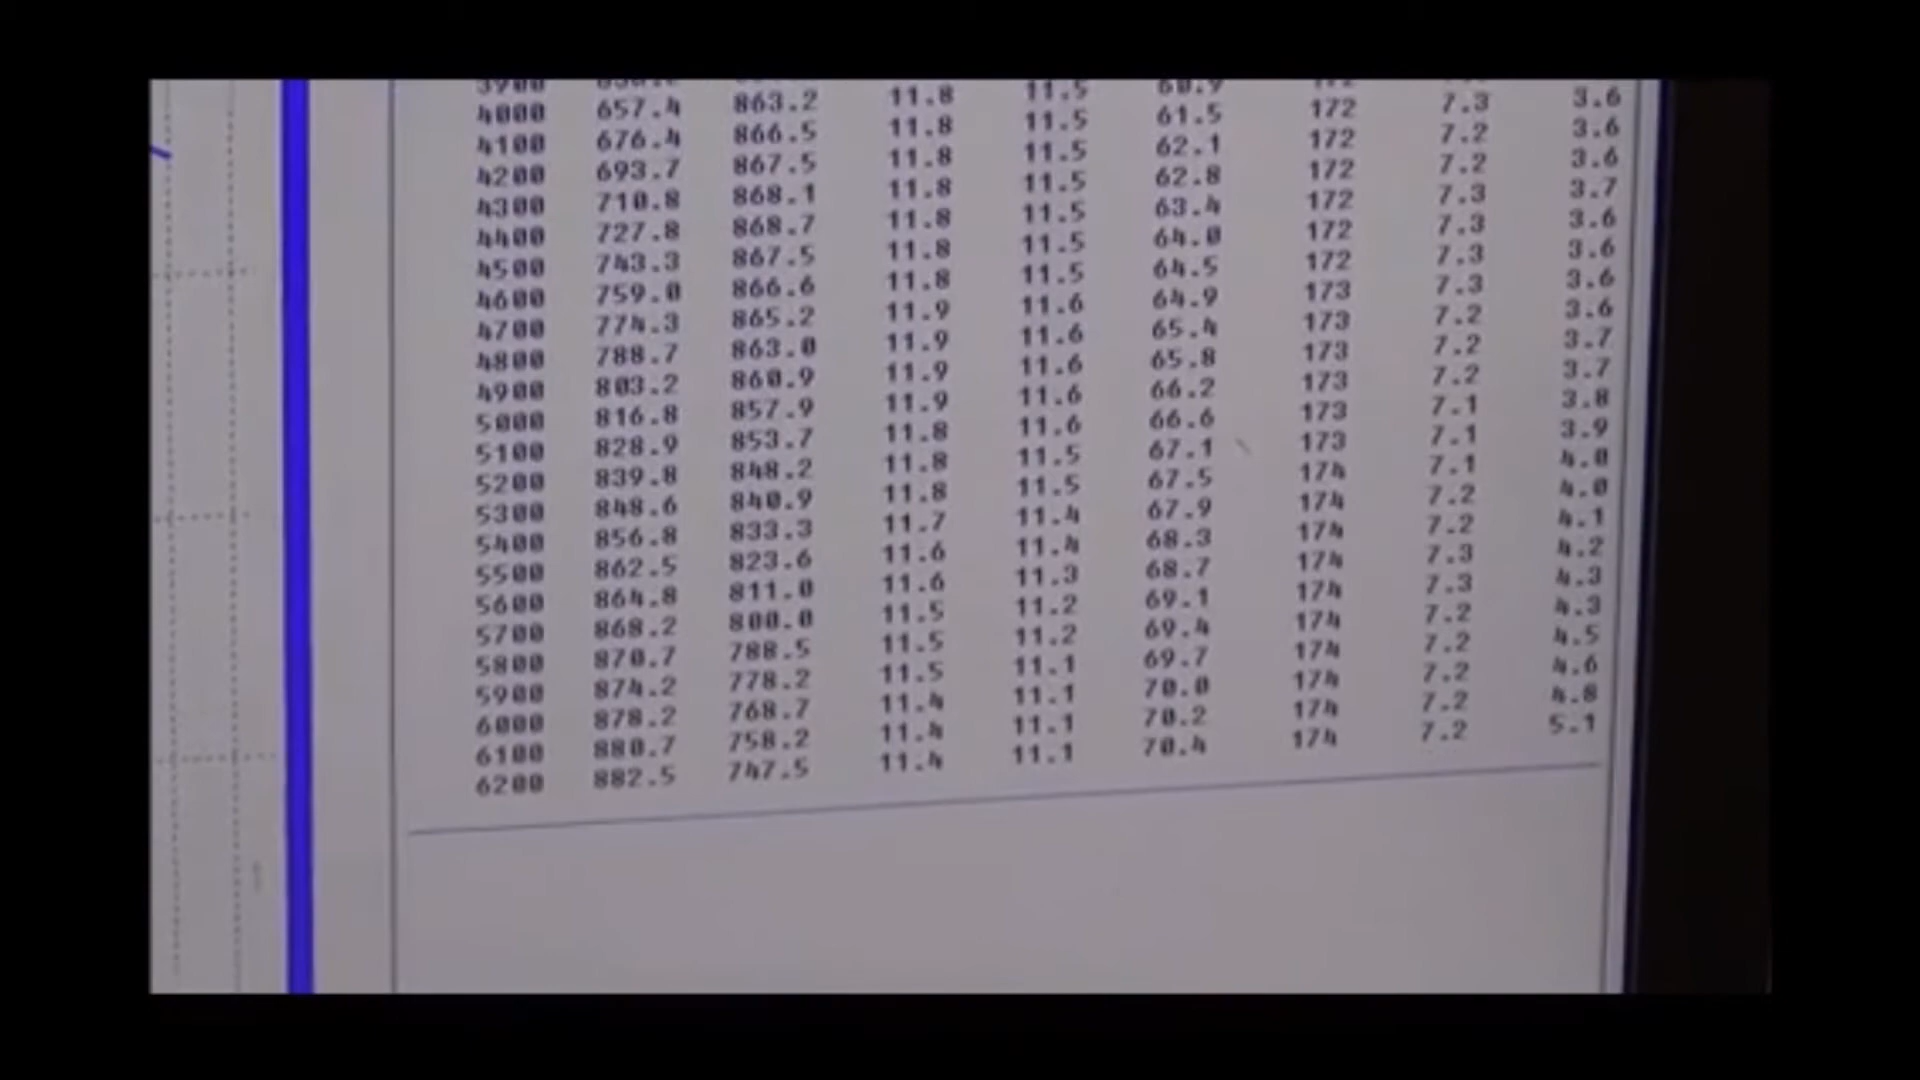 3900
4000 657.4 863.2 11.8 11.5 60.9 172
4100 676.4 866.5 11.8 11.5 61.5 172 7.3 3.6
4200 693.7 867.5 11.8 11.5 62.1 172 7.2 3.6
4300 710.8 868.1 11.8 11.5 62.8 172 7.2 3.6
4400 727.8 868.7 11.8 11.5 63.4 172 7.3 3.7
4500 743.3 867.5 11.8 11.5 64.0 172 7.3 3.6
4600 759.0 866.6 11.8 11.5 64.5 172 7.3 3.6
4700 774.3 865.2 11.9 11.6 64.9 173 7.3 3.6
4800 788.7 863.0 11.9 11.6 65.4 173 7.2 3.6
4900 803.2 860.9 11.9 11.6 65.8 173 7.2 3.7
5000 816.8 857.9 11.9 11.6 66.2 173 7.2 3.7
5100 828.9 853.7 11.8 11.6 66.6 173 7.1 3.8
5200 839.8 848.2 11.8 11.5 67.1 173 7.1 3.9
5300 848.6 840.9 11.8 11.5 67.5 174 7.1 4.0
5400 856.8 833.3 11.7 11.4 67.9 174 7.2 4.0
5500 862.5 823.6 11.6 11.4 68.3 174 7.2 4.1
5600 864.8 811.0 11.6 11.3 68.7 174 7.3 4.2
5700 868.2 800.0 11.5 11.2 69.1 174 7.3 4.3
5800 870.7 788.5 11.5 11.2 69.4 174 7.2 4.3
5900 874.2 778.2 11.5 11.1 69.7 174 7.2 4.5
6000 878.2 768.7 11.4 11.1 70.0 174 7.2 4.6
6100 880.7 758.2 11.4 11.1 70.2 174 7.2 4.8
6200 882.5 747.5 11.4 11.1 70.4 174 7.2 5.1